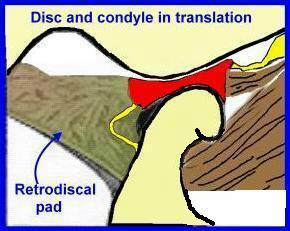 Disc and condyle in translation
Retrodiscal
pad